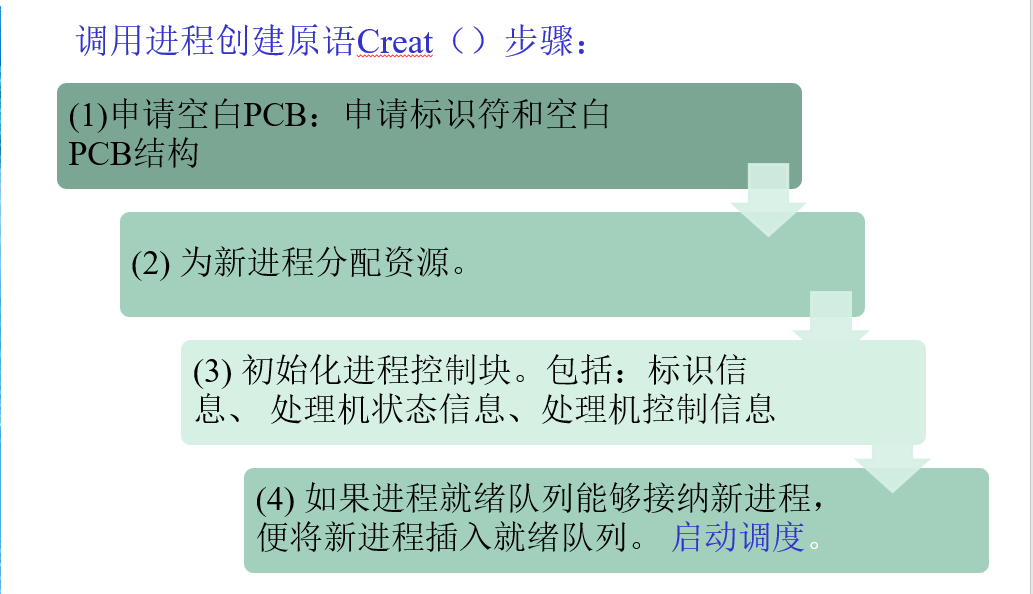 调用进程创建原语Creat（）步骤：
(1)申请空白PCB：申请标识符和空白
PCB结构
(2) 为新进程分配资源。
(3) 初始化进程控制块。包括：标识信
息、 处理机状态信息、处理机控制信息
(4) 如果进程就绪队列能够接纳新进程，
便将新进程插入就绪队列。 启动调度。